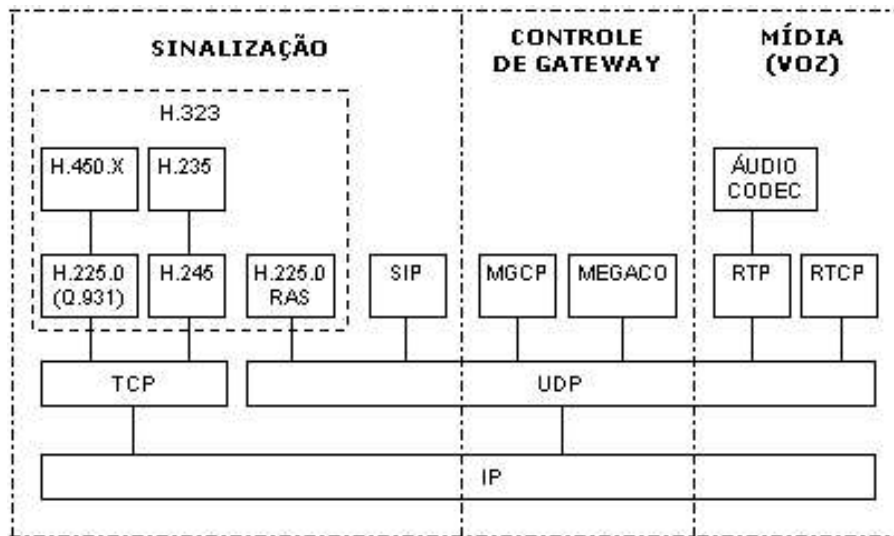 SINALIZAÇÃO
CONTROLE
DE GATEWAY
MÍDIA
(VOZ)
H.323
H.450.X
H.235
ÁUDIO
CODEC
H.225.0
(Q.931)
H.245
H.225.0
RAS
SIP
MGCP
MEGACO
RTP
RTCP
TCP
UDP
IP